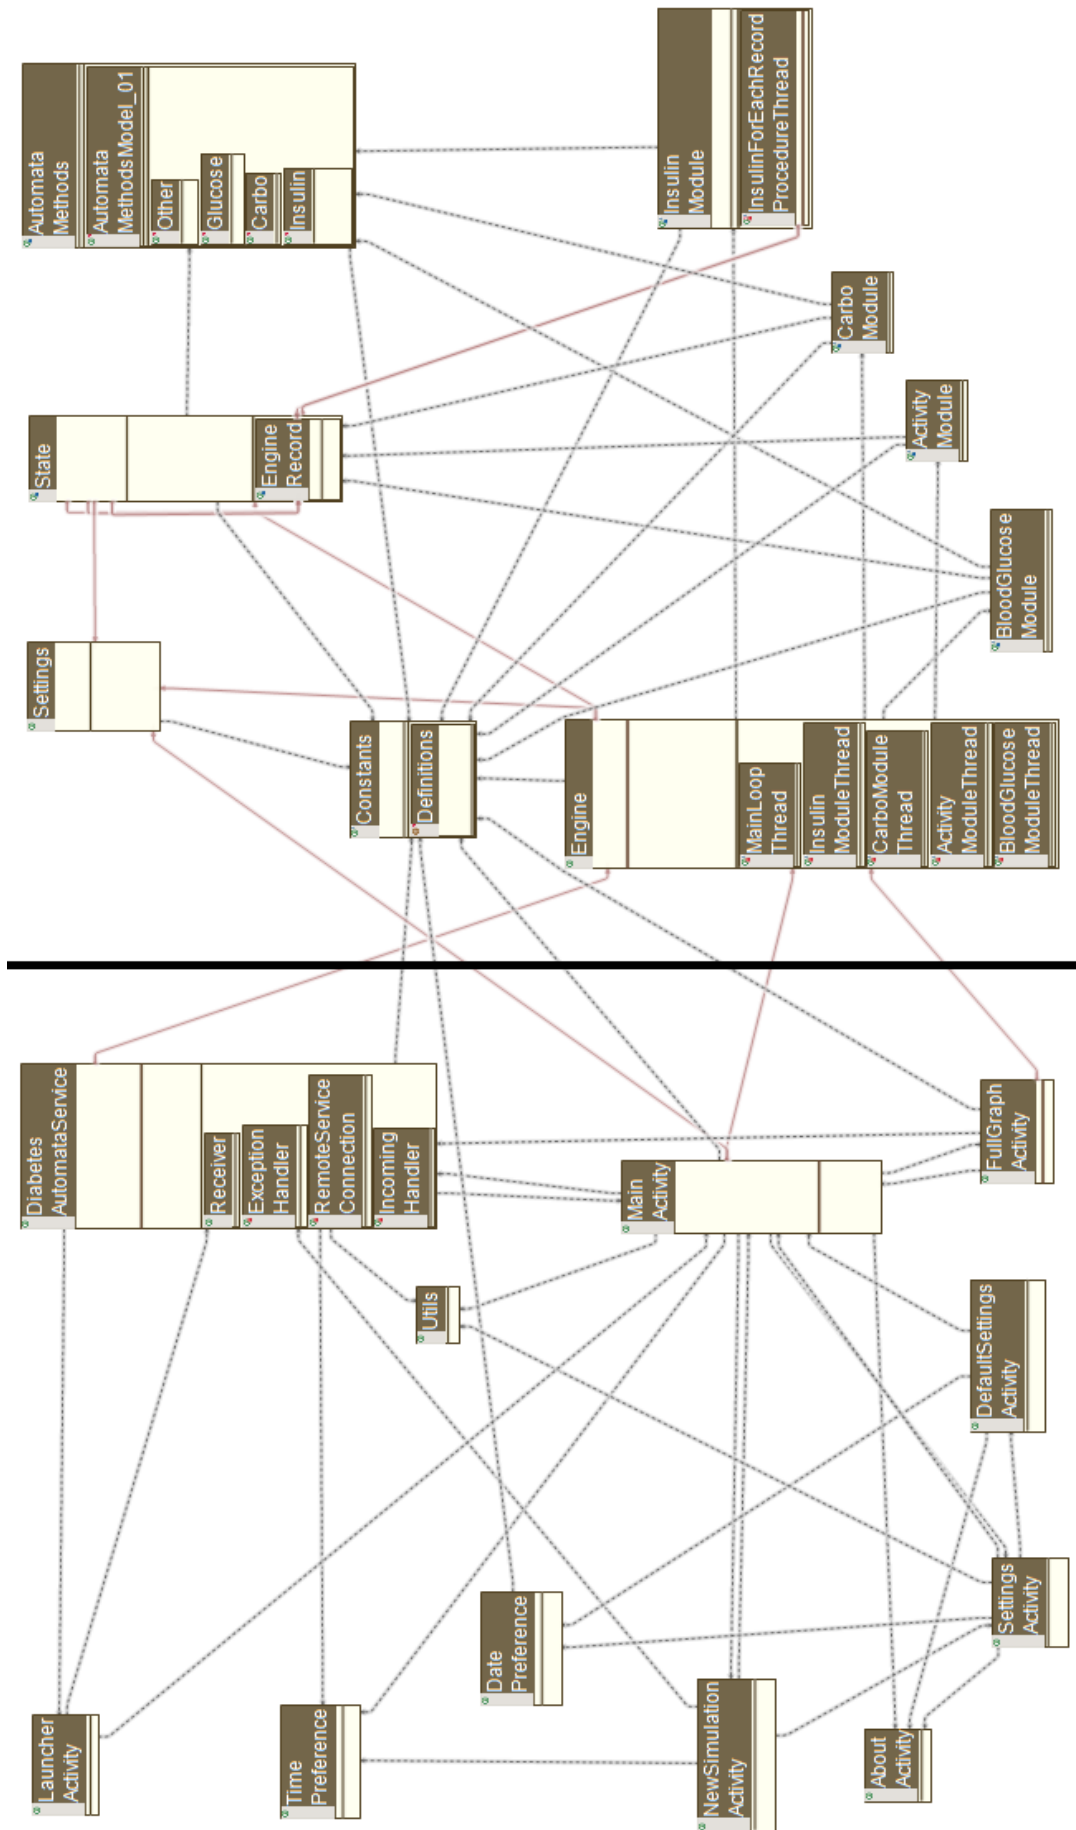 Automata
Methods
Automata
MethodsModel_01
Other
Glucose
Carbo
Insulin
Insulin
Module
InsulinForEachRecord
ProcedureThread
Carbo
Module
Activity
Module
BloodGlucose
Module
State
Engine
Record
Settings
Constants
Definitions
Engine
MainLoop
Thread
Insulin
ModuleThread
CarboModule
Thread
Activity
ModuleThread
BloodGlucose
ModuleThread
Diabetes
AutomataService
Receiver
Exception
Handler
RemoteService
Connection
Incoming
Handler
Main
Activity
FullGraph
Activity
Utils
DefaultSettings
Activity
Settings
Activity
Date
Preference
Launcher
Activity
Time
Preference
NewSimulation
Activity
About
Activity